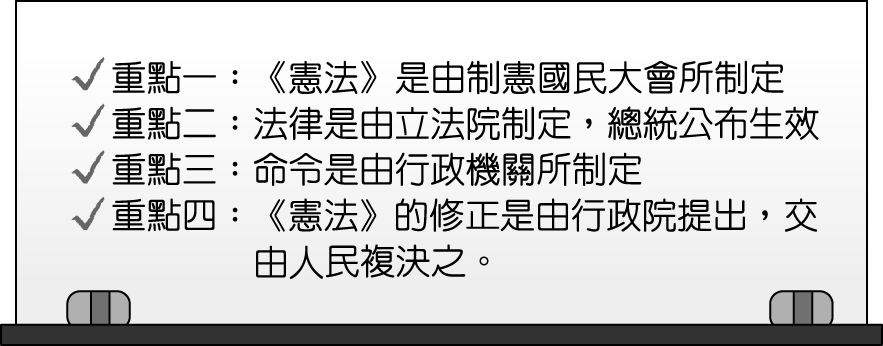 ✓重點一：《憲法》是由制憲國民大會所制定
✓重點二：法律是由立法院制定，總統公布生效
✓重點三：命令是由行政機關所制定
✓重點四：《憲法》的修正是由行政院提出，交
由人民複決之。